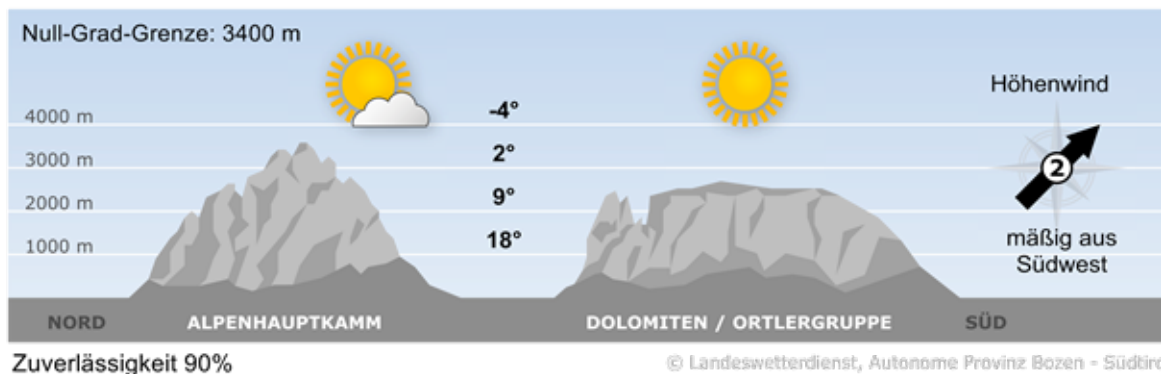 Null-Grad-Grenze: 3400 m
Höhenwind
4000 m
-4°
3000 m
2°
2
2000 m
9°
1000 m
18°
mäßig aus
Südwest
NORD
ALPENHAUPTKAMM
DOLOMITEN / ORTLERGRUPPE
SÜD
Zuverlässigkeit 90%
© Landeswetterdienst, Autonome Provinz Bozen - Südtiro